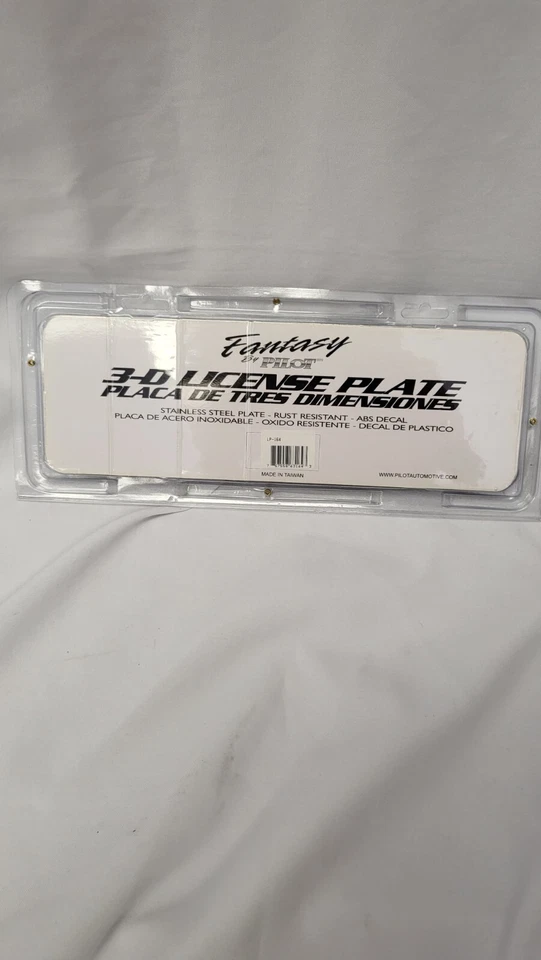 Fantasy
By PILOT™
3-D LICENSE PLATE
PLACA DE TRES DIMENSIONES
STAINLESS STEEL PLATE - RUST RESISTANT - ABS DECAL
PLACA DE ACERO INOXIDABLE - OXIDO RESISTENTE - DECAL DE PLASTICO
MADE IN TAIWAN
WWW.PILOTAUTOMOTIVE.COM